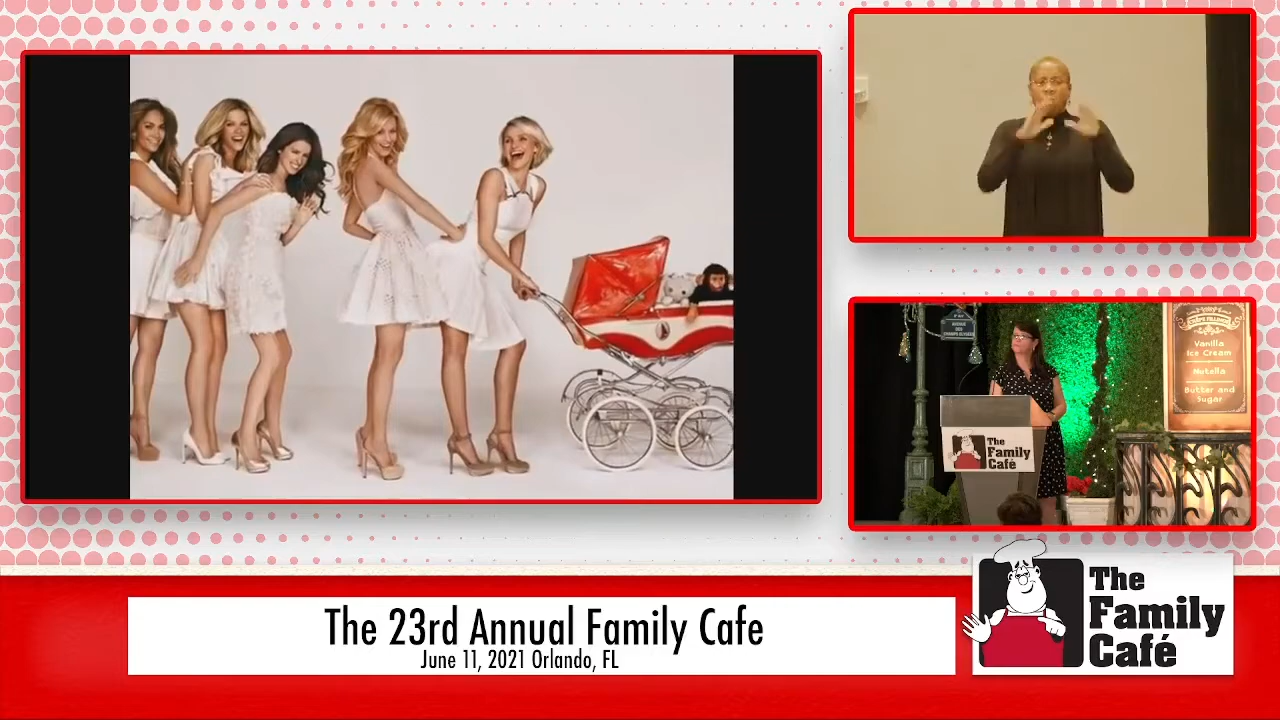 The 23rd Annual Family Cafe
June 11, 2021 Orlando, FL
The
Family
Café
The
Family
Café
Vanilla
Ice Cream
Nutella
Butter and
Sugar